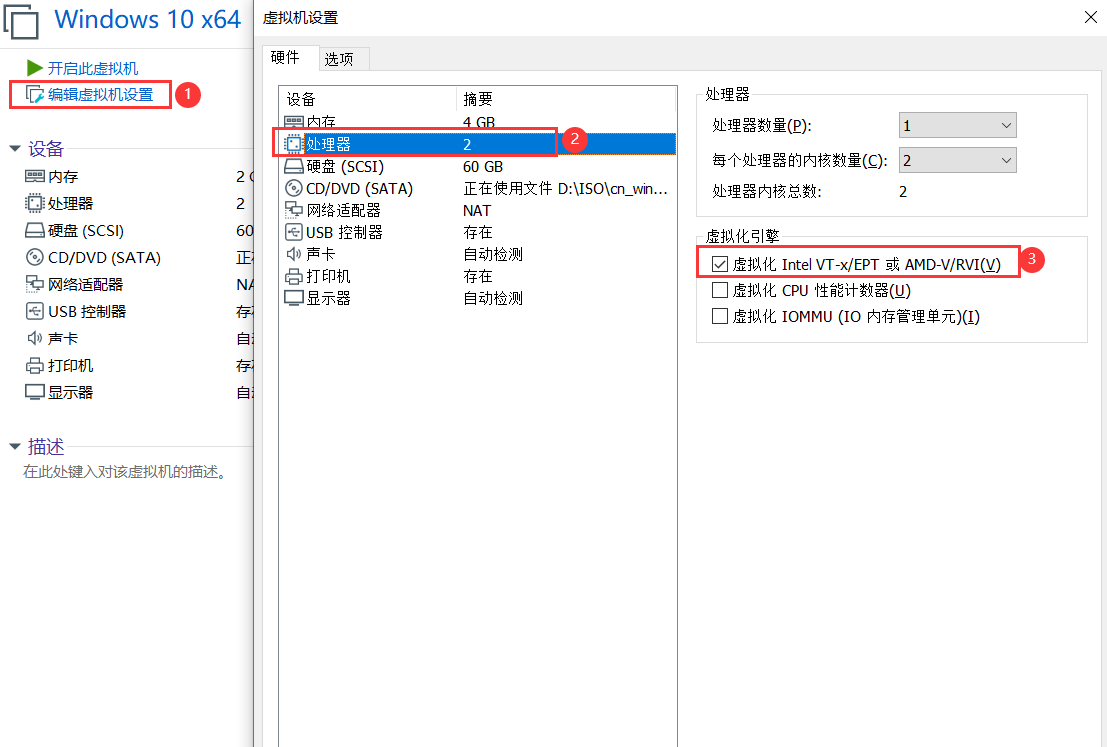 Windows 10 x64
开启此虚拟机
编辑虚拟机设置
1
设备
内存 2
处理器 2
硬盘 (SCSI) 60
CD/DVD (SATA) 正
网络适配器 NA
USB 控制器 存
声卡 自
打印机 存
显示器 自
描述
在此处键入对该虚拟机的描述。
虚拟机设置
硬件 选项
设备 摘要
内存 4 GB
处理器 2
2
硬盘 (SCSI) 60 GB
CD/DVD (SATA) 正在使用文件 D:\ISO\cn_win...
网络适配器 NAT
USB 控制器 存在
声卡 自动检测
打印机 存在
显示器 自动检测
处理器
处理器数量(P): 1
每个处理器的内核数量(C): 2
处理器内核总数: 2
虚拟化引擎
虚拟化 Intel VT-x/EPT 或 AMD-V/RVI(V)
3
虚拟化 CPU 性能计数器(U)
虚拟化 IOMMU (IO 内存管理单元)(I)